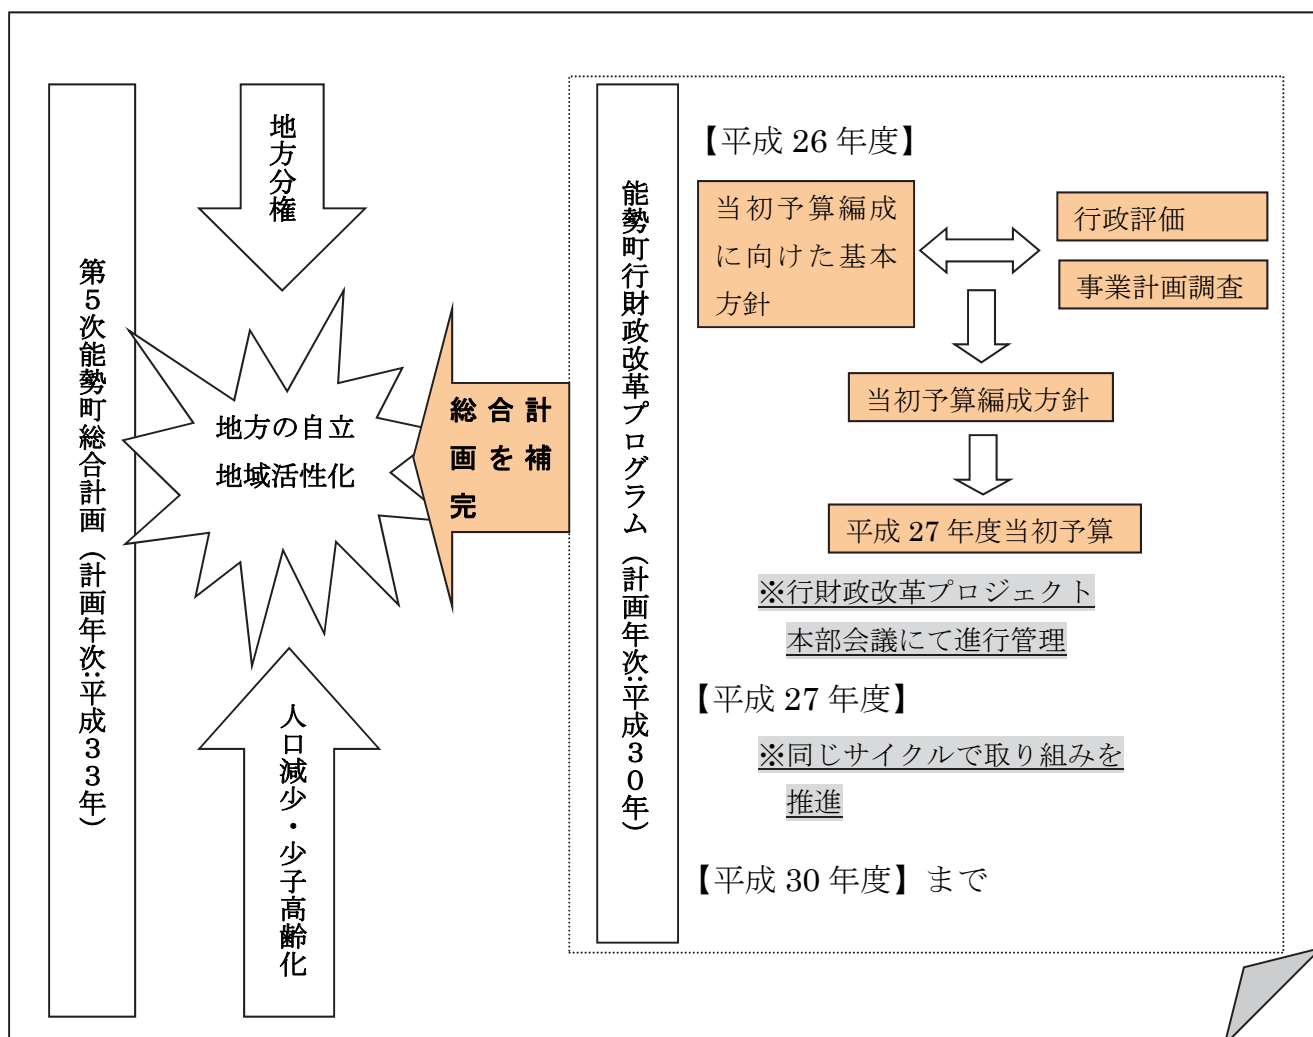 第５次能勢町総合計画（計画年次：平成３３年）
地方分権
地方の自立
地域活性化
人口減少・少子高齢化
総合計
画を補
完
能勢町行財政改革プログラム（計画年次：平成３０年）
【平成 26 年度】
当初予算編成
に向けた基本
方針
行政評価
事業計画調査
当初予算編成方針
平成 27 年度当初予算
※行財政改革プロジェクト
本部会議にて進行管理
【平成 27 年度】
※同じサイクルで取り組みを
推進
【平成 30 年度】まで